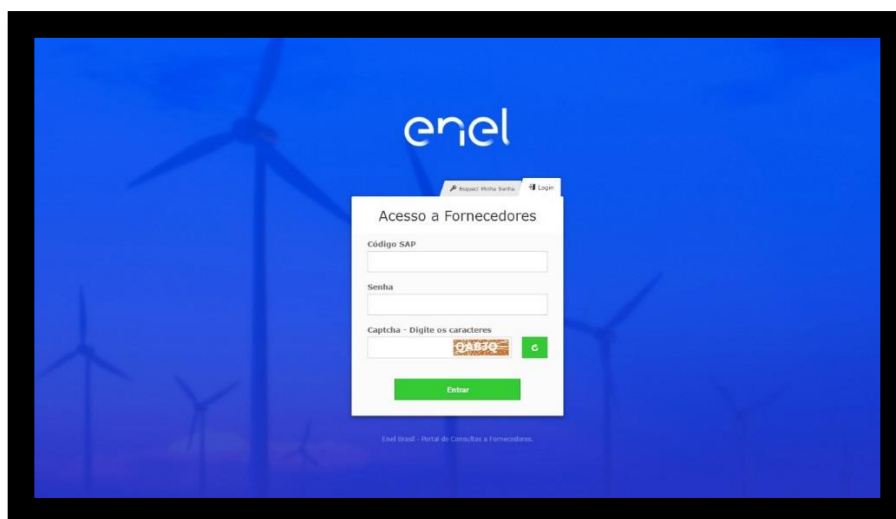 enel
Esqueci Minha Senha
Login
Acesso a Fornecedores
Código SAP
Senha
Captcha - Digite os caracteres
Entrar
Enel Brasil - Portal de Consultas a Fornecedores.